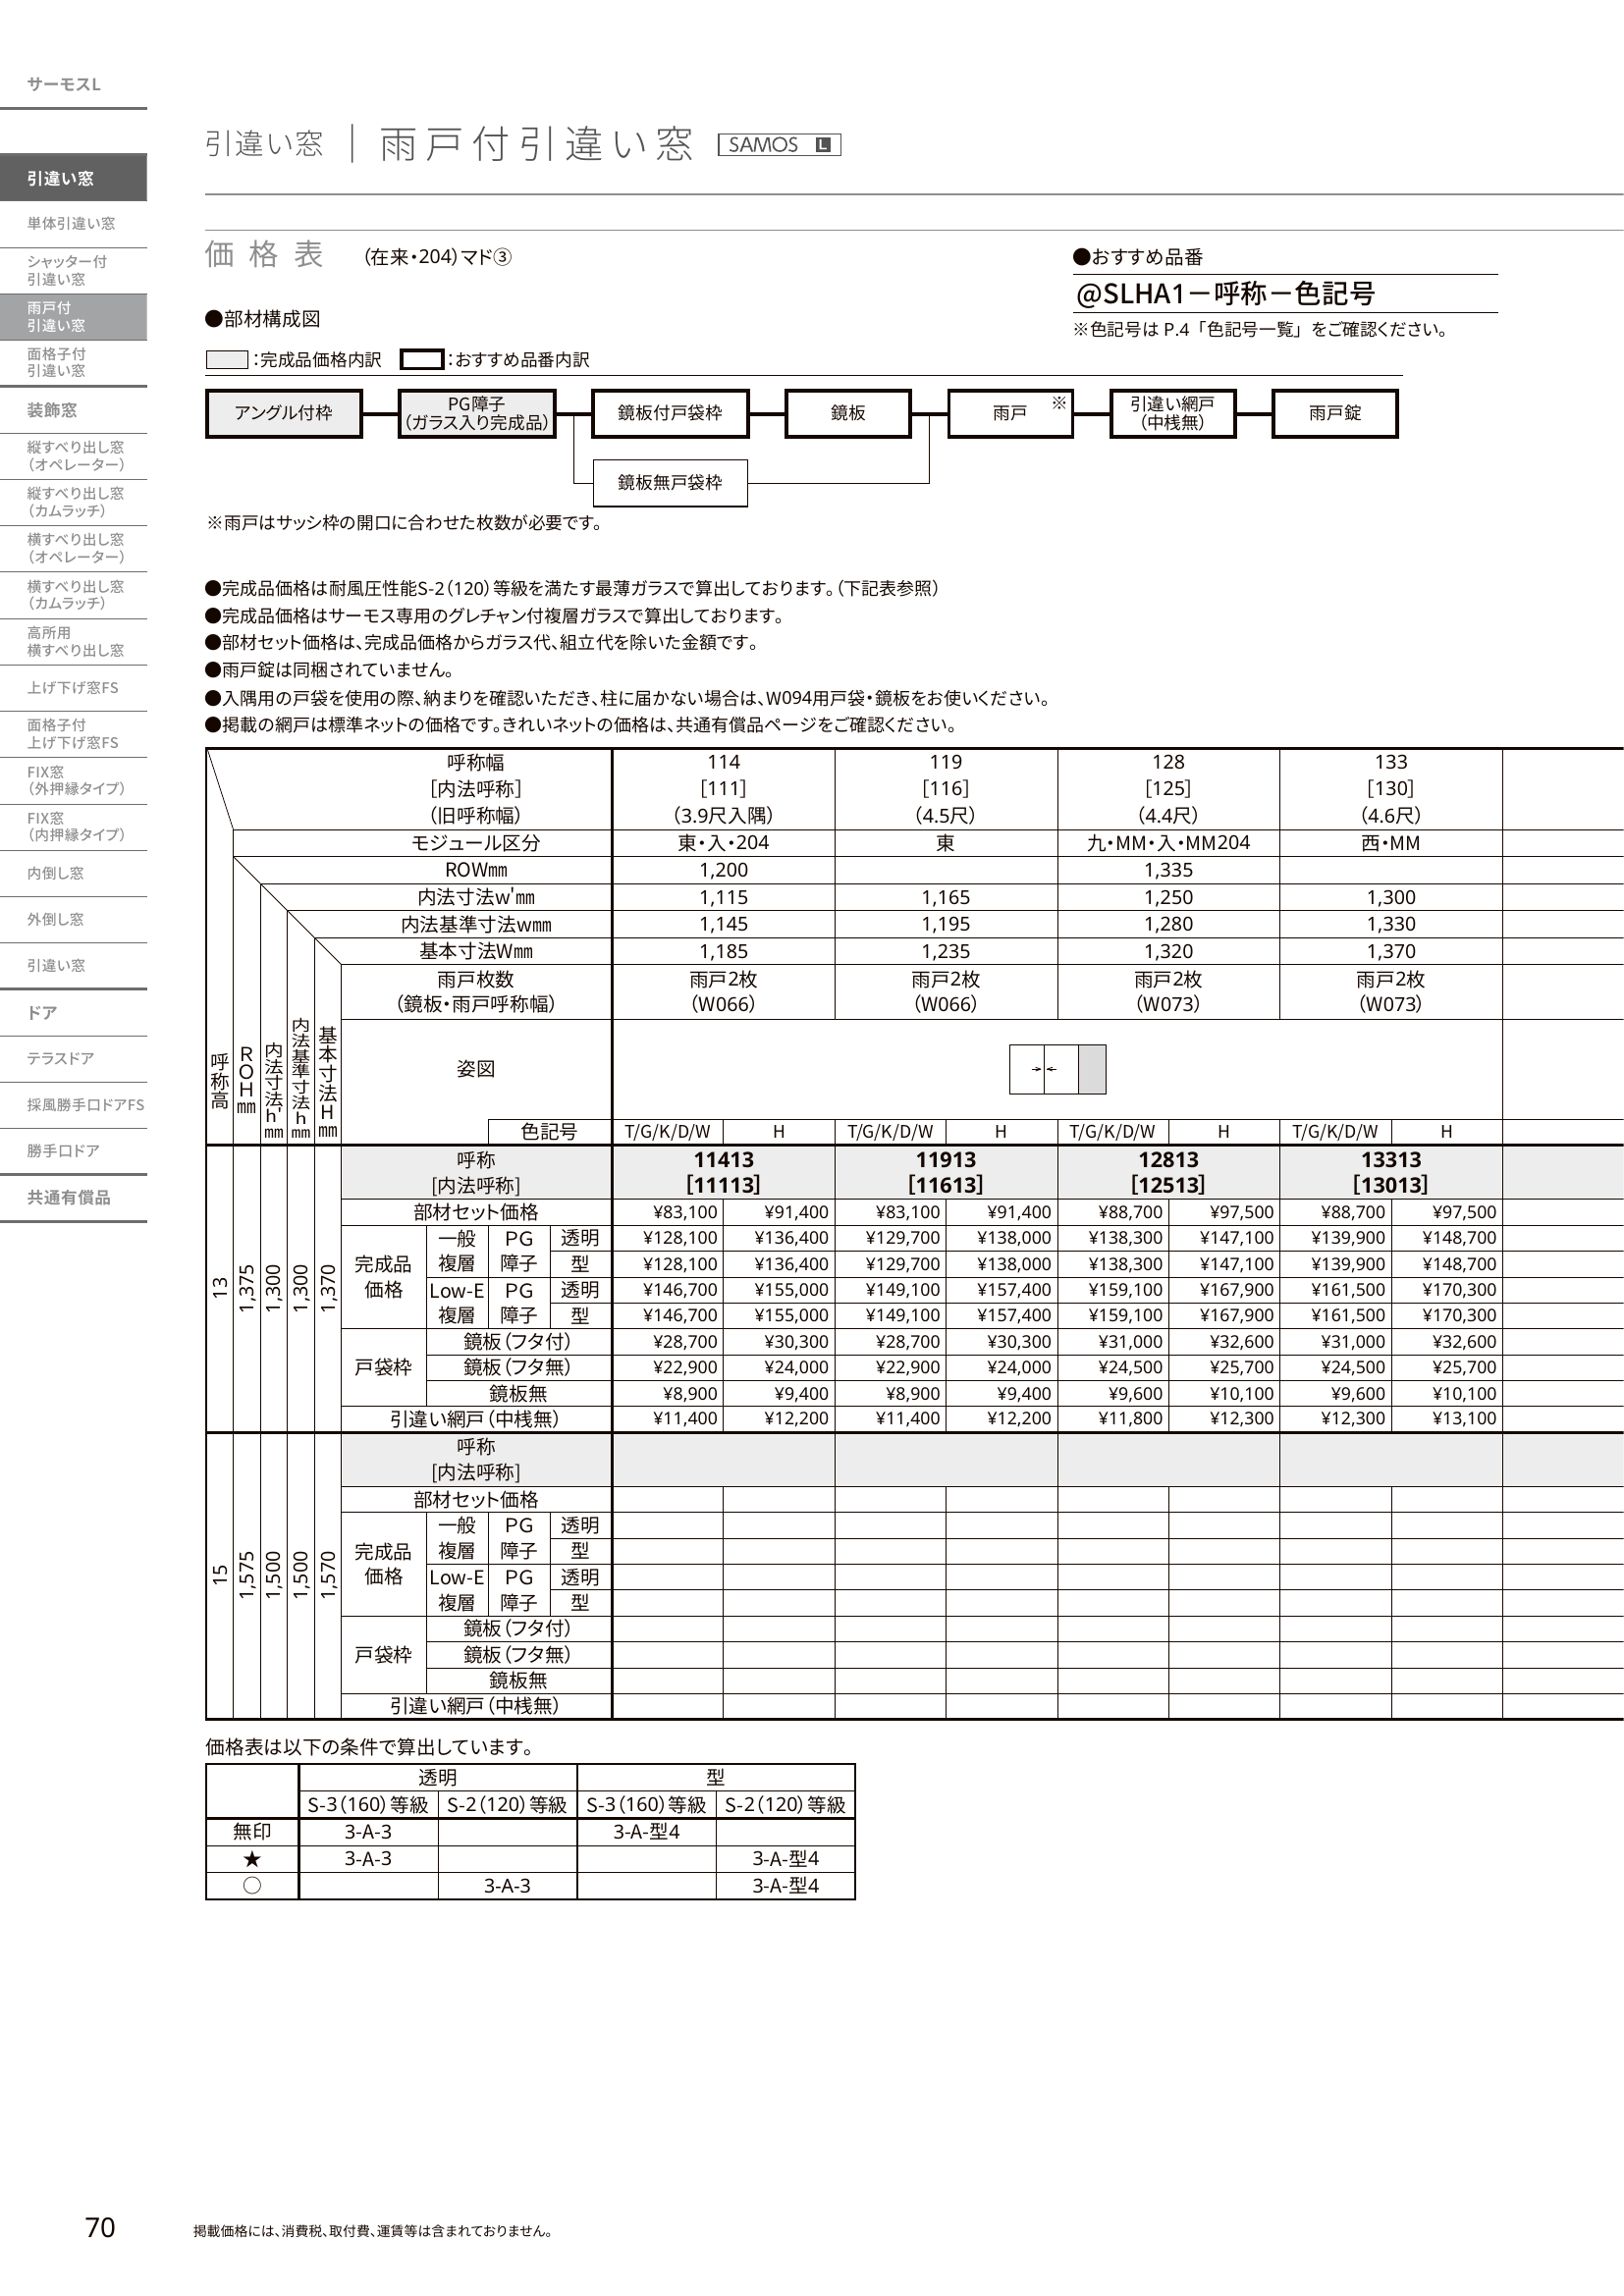 サーモスL
引違い窓
単体引違い窓
シャッター付
引違い窓
雨戸付
引違い窓
面格子付
引違い窓
装飾窓
縦すべり出し窓
（オペレーター）
縦すべり出し窓
（カムラッチ）
横すべり出し窓
（オペレーター）
横すべり出し窓
（カムラッチ）
高所用
横すべり出し窓
上げ下げ窓FS
面格子付
上げ下げ窓FS
FIX窓
（外押縁タイプ）
FIX窓
（内押縁タイプ）
内倒し窓
外倒し窓
引違い窓
ドア
テラスドア
採風勝手口ドアFS
勝手口ドア
共通有償品
引違い窓｜雨戸付引違い窓 SAMOS L
価格表 （在来・204）マド③
●おすすめ品番
@SLHA1－呼称－色記号
※色記号は P.4「色記号一覧」をご確認ください。
●部材構成図
：完成品価格内訳 ：おすすめ品番内訳
アングル付枠 PG障子（ガラス入り完成品） 鏡板付戸袋枠 鏡板 雨戸 ※ 引違い網戸（中桟無） 雨戸錠
鏡板無戸袋枠
※雨戸はサッシ枠の開口に合わせた枚数が必要です。
●完成品価格は耐風圧性能S-2（120）等級を満たす最薄ガラスで算出しております。（下記表参照）
●完成品価格はサーモス専用のグレチャン付複層ガラスで算出しております。
●部材セット価格は、完成品価格からガラス代、組立代を除いた金額です。
●雨戸錠は同梱されていません。
●入隅用の戸袋を使用の際、納まりを確認いただき、柱に届かない場合は、W094用戸袋・鏡板をお使いください。
●掲載の網戸は標準ネットの価格です。きれいネットの価格は、共通有償品ページをご確認ください。
呼称幅 114 119 128 133
［内法呼称］ ［111］ ［116］ ［125］ ［130］
（旧呼称幅） （3.9尺入隅） （4.5尺） （4.4尺） （4.6尺）
モジュール区分 東・入・204 東 九・MM・入・MM204 西・MM
ROW㎜ 1,200 1,335
内法寸法w'㎜ 1,115 1,165 1,250 1,300
内法基準寸法w㎜ 1,145 1,195 1,280 1,330
基本寸法W㎜ 1,185 1,235 1,320 1,370
雨戸枚数 雨戸2枚 雨戸2枚 雨戸2枚 雨戸2枚
（鏡板・雨戸呼称幅） （W066） （W066） （W073） （W073）
呼称高 ROH㎜ 内法寸法h'㎜ 内法基準寸法h㎜ 基本寸法H㎜
姿図
色記号 T/G/K/D/W H T/G/K/D/W H T/G/K/D/W H T/G/K/D/W H
13 1,375 1,300 1,300 1,370
呼称 11413 11913 12813 13313
[内法呼称] [11113] [11613] [12513] [13013]
部材セット価格 ¥83,100 ¥91,400 ¥83,100 ¥91,400 ¥88,700 ¥97,500 ¥88,700 ¥97,500
完成品価格 一般複層 PG障子 透明 ¥128,100 ¥136,400 ¥129,700 ¥138,000 ¥138,300 ¥147,100 ¥139,900 ¥148,700
型 ¥128,100 ¥136,400 ¥129,700 ¥138,000 ¥138,300 ¥147,100 ¥139,900 ¥148,700
Low-E複層 PG障子 透明 ¥146,700 ¥155,000 ¥149,100 ¥157,400 ¥159,100 ¥167,900 ¥161,500 ¥170,300
型 ¥146,700 ¥155,000 ¥149,100 ¥157,400 ¥159,100 ¥167,900 ¥161,500 ¥170,300
戸袋枠 鏡板（フタ付） ¥28,700 ¥30,300 ¥28,700 ¥30,300 ¥31,000 ¥32,600 ¥31,000 ¥32,600
鏡板（フタ無） ¥22,900 ¥24,000 ¥22,900 ¥24,000 ¥24,500 ¥25,700 ¥24,500 ¥25,700
鏡板無 ¥8,900 ¥9,400 ¥8,900 ¥9,400 ¥9,600 ¥10,100 ¥9,600 ¥10,100
引違い網戸（中桟無） ¥11,400 ¥12,200 ¥11,400 ¥12,200 ¥11,800 ¥12,300 ¥12,300 ¥13,100
15 1,575 1,500 1,500 1,570
呼称
[内法呼称]
部材セット価格
完成品価格 一般複層 PG障子 透明
型
Low-E複層 PG障子 透明
型
戸袋枠 鏡板（フタ付）
鏡板（フタ無）
鏡板無
引違い網戸（中桟無）
価格表は以下の条件で算出しています。
透明 型
S-3（160）等級 S-2（120）等級 S-3（160）等級 S-2（120）等級
無印 3-A-3 3-A-型4
★ 3-A-3 3-A-型4
○ 3-A-3 3-A-型4
70
掲載価格には、消費税、取付費、運賃等は含まれておりません。